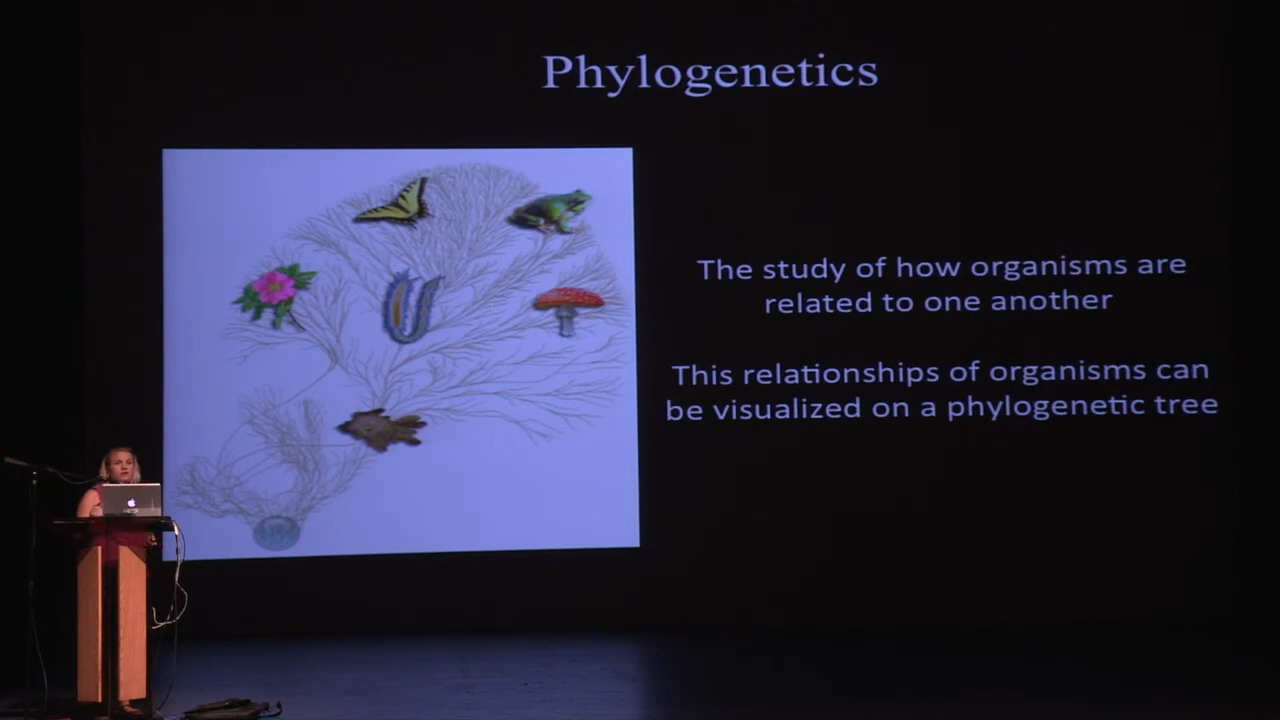 Phylogenetics
The study of how organisms are
related to one another
This relationships of organisms can
be visualized on a phylogenetic tree